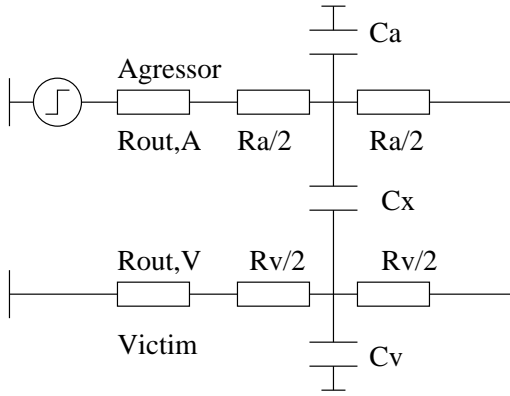 Ca
Agressor
Rout,A Ra/2 Ra/2
Cx
Rout,V Rv/2 Rv/2
Victim
Cv